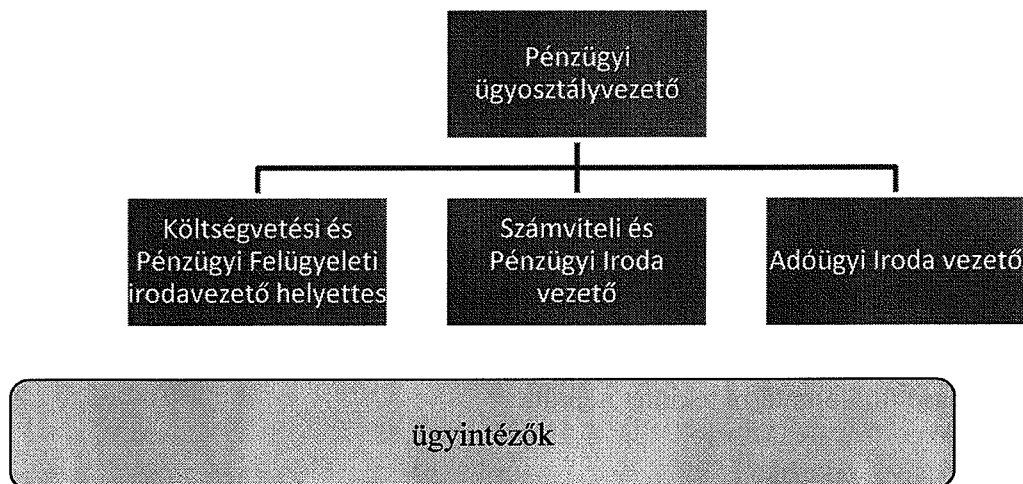 Pénzügyi
ügyosztályvezető
Költségvetési és
Pénzügyi Felügyeleti
irodavezető helyettes
Számviteli és
Pénzügyi Iroda
vezető
Adóügyi Iroda vezető
ügyintézők